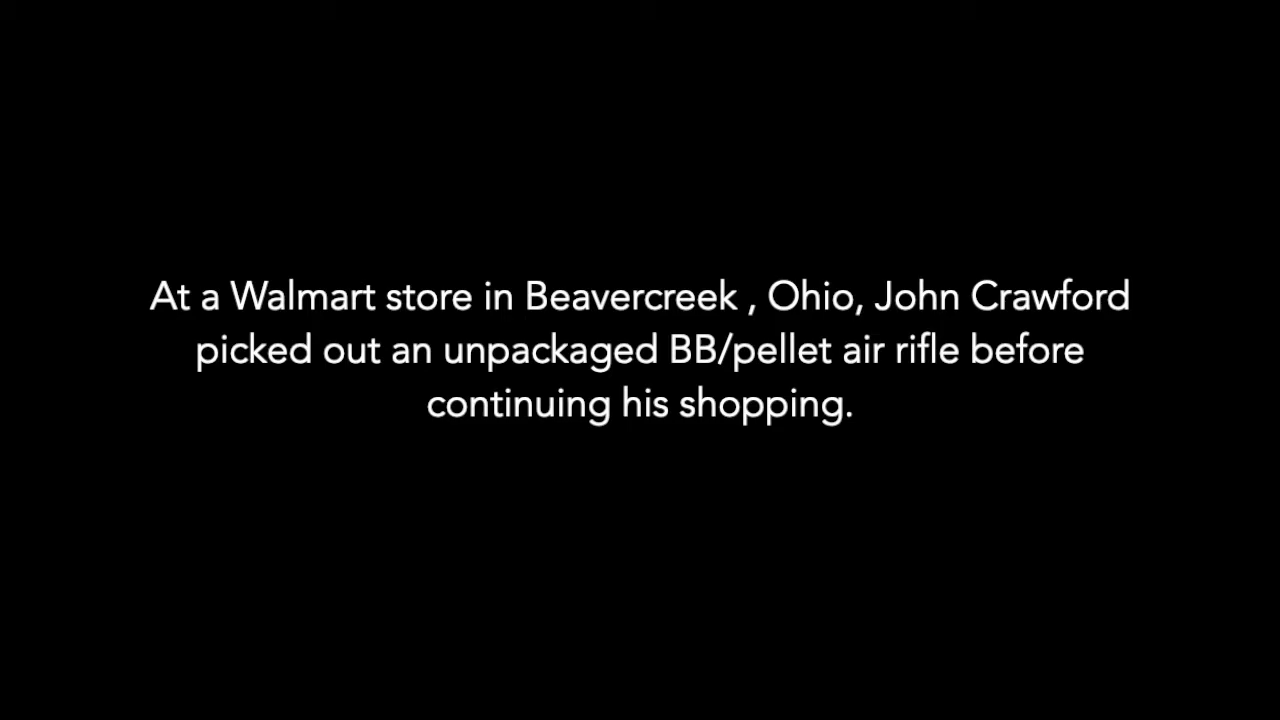 At a Walmart store in Beavercreek , Ohio, John Crawford
picked out an unpackaged BB/pellet air rifle before
continuing his shopping.